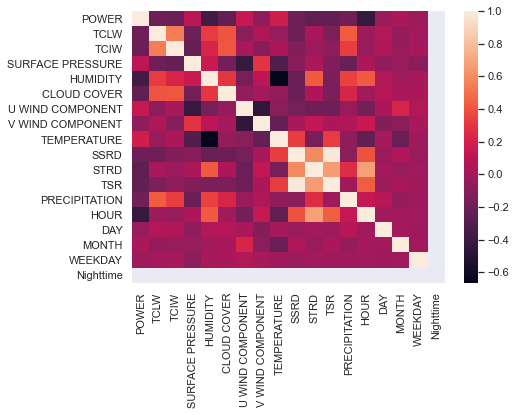 POWER
TCLW
TCIW
SURFACE PRESSURE
HUMIDITY
CLOUD COVER
U WIND COMPONENT
V WIND COMPONENT
TEMPERATURE
SSRD
STRD
TSR
PRECIPITATION
HOUR
DAY
MONTH
WEEKDAY
Nighttime
POWER
TCLW
TCIW
SURFACE PRESSURE
HUMIDITY
CLOUD COVER
U WIND COMPONENT
V WIND COMPONENT
TEMPERATURE
SSRD
STRD
TSR
PRECIPITATION
HOUR
DAY
MONTH
WEEKDAY
Nighttime
1.0
0.8
0.6
0.4
0.2
0.0
−0.2
−0.4
−0.6